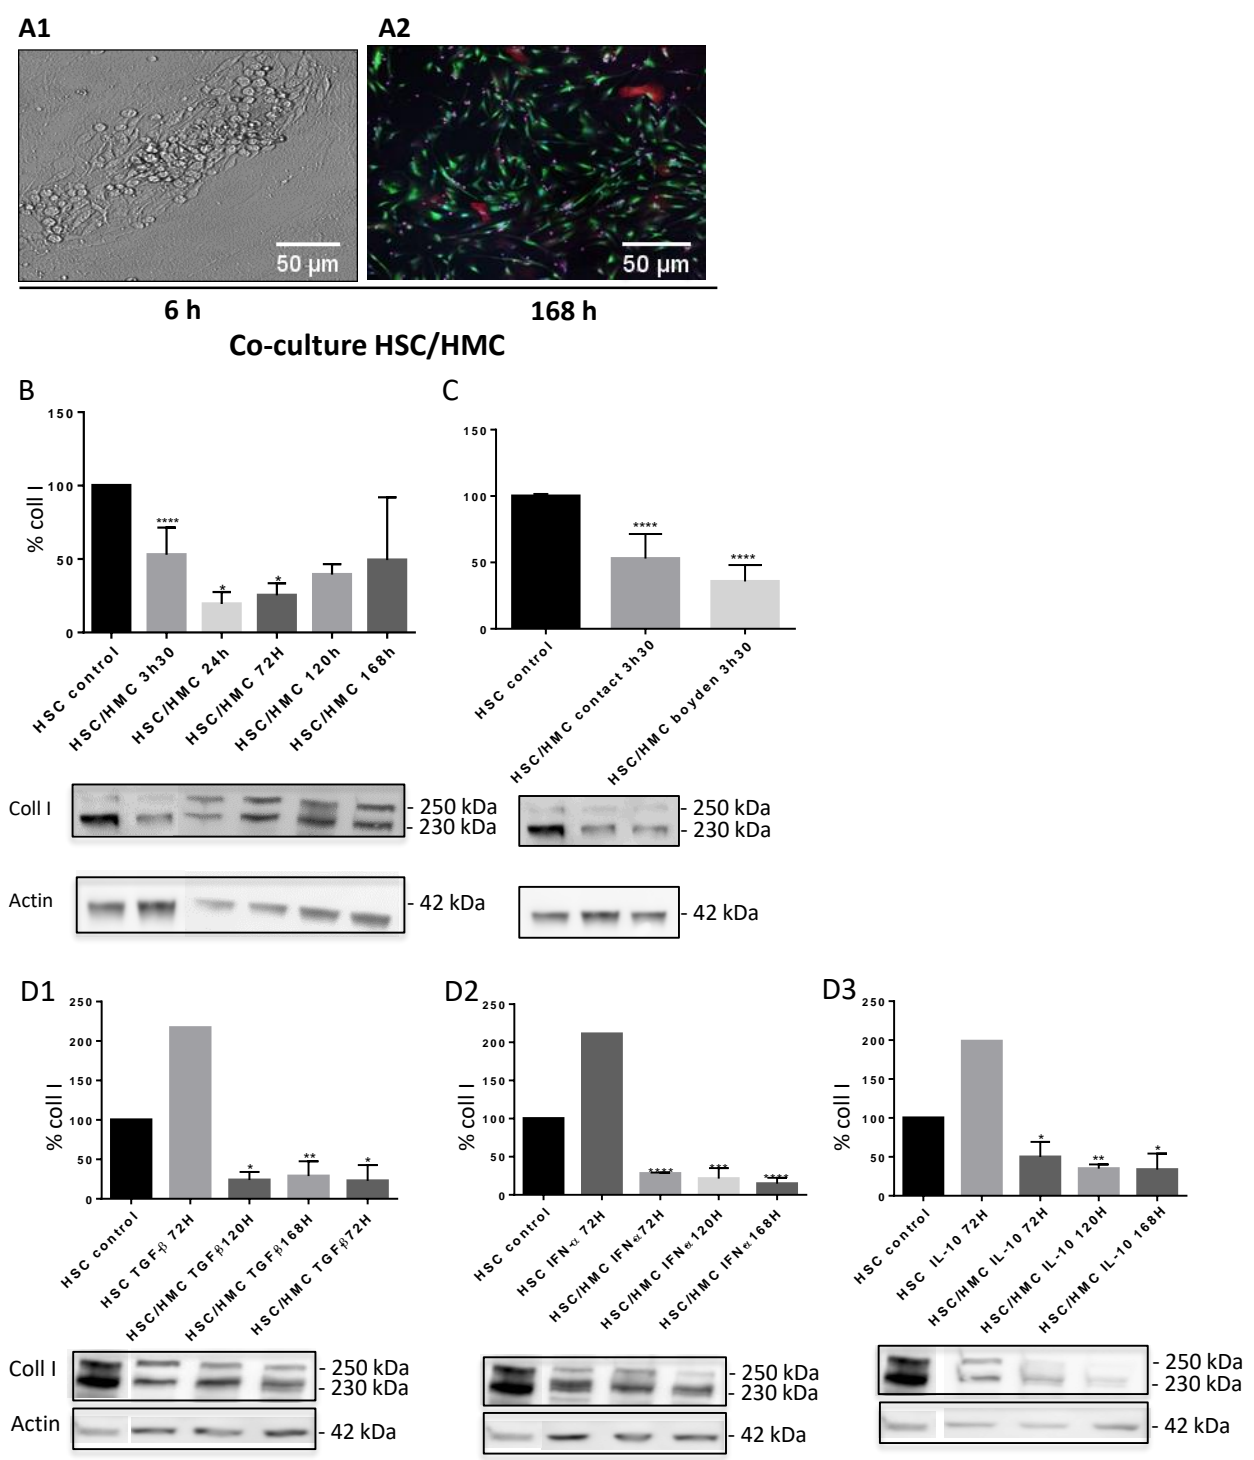 A1
A2
50 µm
50 µm
6 h
168 h
Co-culture HSC/HMC
B
150
100
50
0
% coll I
****
*
*
HSC control
HSC/HMC 3h30
HSC/HMC 24h
HSC/HMC 72H
HSC/HMC 120h
HSC/HMC 168h
Coll I
- 250 kDa
- 230 kDa
Actin
- 42 kDa
C
150
100
50
0
****
****
HSC control
HSC/HMC contact 3h30
HSC/HMC boyden 3h30
- 250 kDa
- 230 kDa
- 42 kDa
D1
250
200
150
100
50
0
% coll I
*
**
*
HSC control
HSC TGF-β 72H
HSC/HMC TGFβ120H
HSC/HMC TGFβ168H
HSC/HMC TGFβ72H
Coll I
- 250 kDa
- 230 kDa
Actin
- 42 kDa
D2
250
200
150
100
50
0
% coll I
****
***
****
HSC control
HSC IFN-α 72H
HSC/HMC IFNα72H
HSC/HMC IFNα120H
HSC/HMC IFNα168H
- 250 kDa
- 230 kDa
- 42 kDa
D3
250
200
150
100
50
0
% coll I
*
**
*
HSC control
HSC IL-10 72H
HSC/HMC IL-10 72H
HSC/HMC IL-10 120H
HSC/HMC IL-10 168H
- 250 kDa
- 230 kDa
- 42 kDa